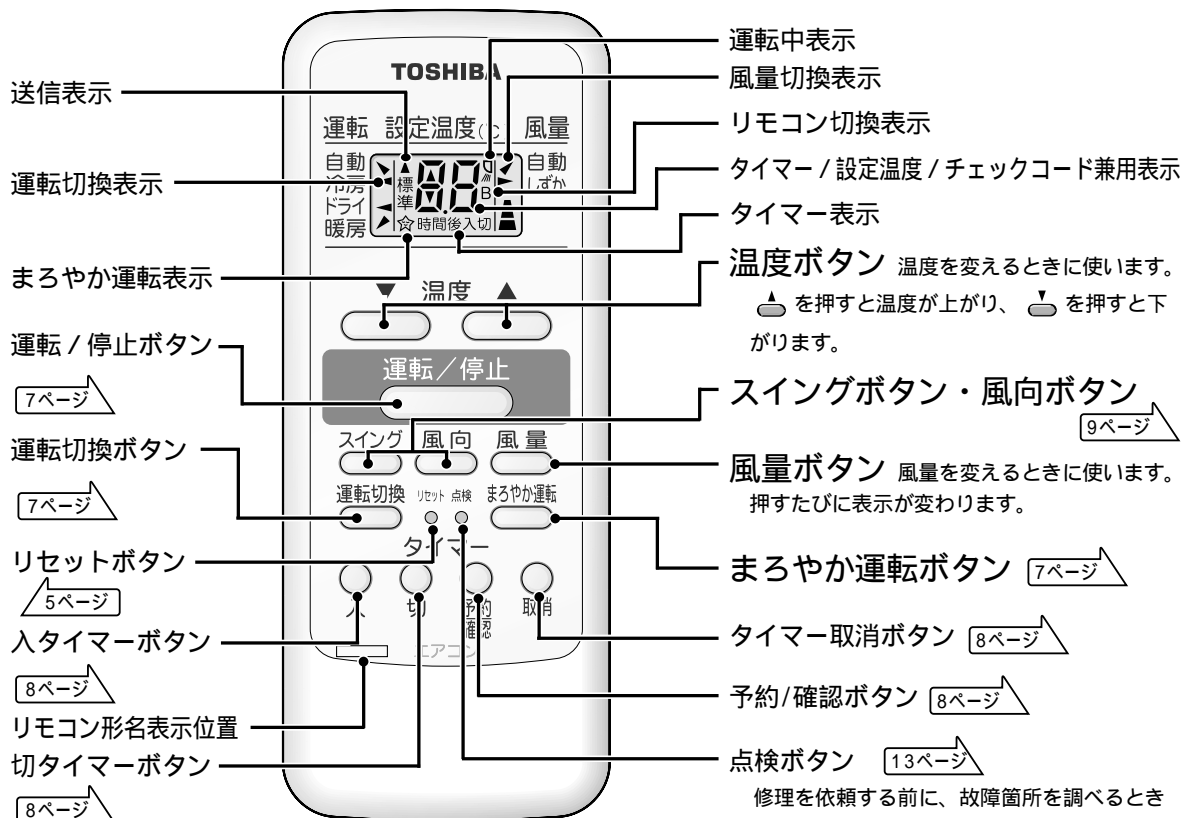 送信表示
運転切換表示
まろやか運転表示
運転 / 停止ボタン
7ページ
運転切換ボタン
7ページ
リセットボタン
5ページ
入タイマーボタン
8ページ
リモコン形名表示位置
切タイマーボタン
8ページ
TOSHIBA
運転 設定温度(℃) 風量
自動
冷房
ドライ
暖房
標準
88
B
時間後入切
自動
しずか
▼ 温度 ▲
運転／停止
スイング 風向 風量
運転切換 リセット 点検 まろやか運転
タイマー
入 切 予約確認 取消
エアコン
運転中表示
風量切換表示
リモコン切換表示
タイマー / 設定温度 / チェックコード兼用表示
タイマー表示
温度ボタン 温度を変えるときに使います。
を押すと温度が上がり、 を押すと下
がります。
スイングボタン・風向ボタン
9ページ
風量ボタン 風量を変えるときに使います。
押すたびに表示が変わります。
まろやか運転ボタン 7ページ
タイマー取消ボタン 8ページ
予約/確認ボタン 8ページ
点検ボタン 13ページ
修理を依頼する前に、故障箇所を調べるとき